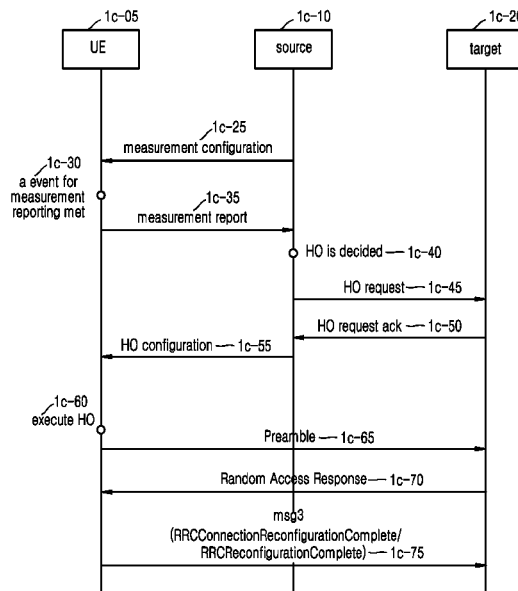 1c-05
1c-10
1c-20
UE
source
target
1c-25
measurement configuration
1c-30
a event for
measurement
reporting met
1c-35
measurement report
HO is decided 1c-40
HO request 1c-45
HO request ack 1c-50
HO configuration 1c-55
1c-60
execute HO
Preamble 1c-65
Random Access Response 1c-70
msg3
(RRCConnectionReconfigurationComplete/
RRCReconfigurationComplete) 1c-75